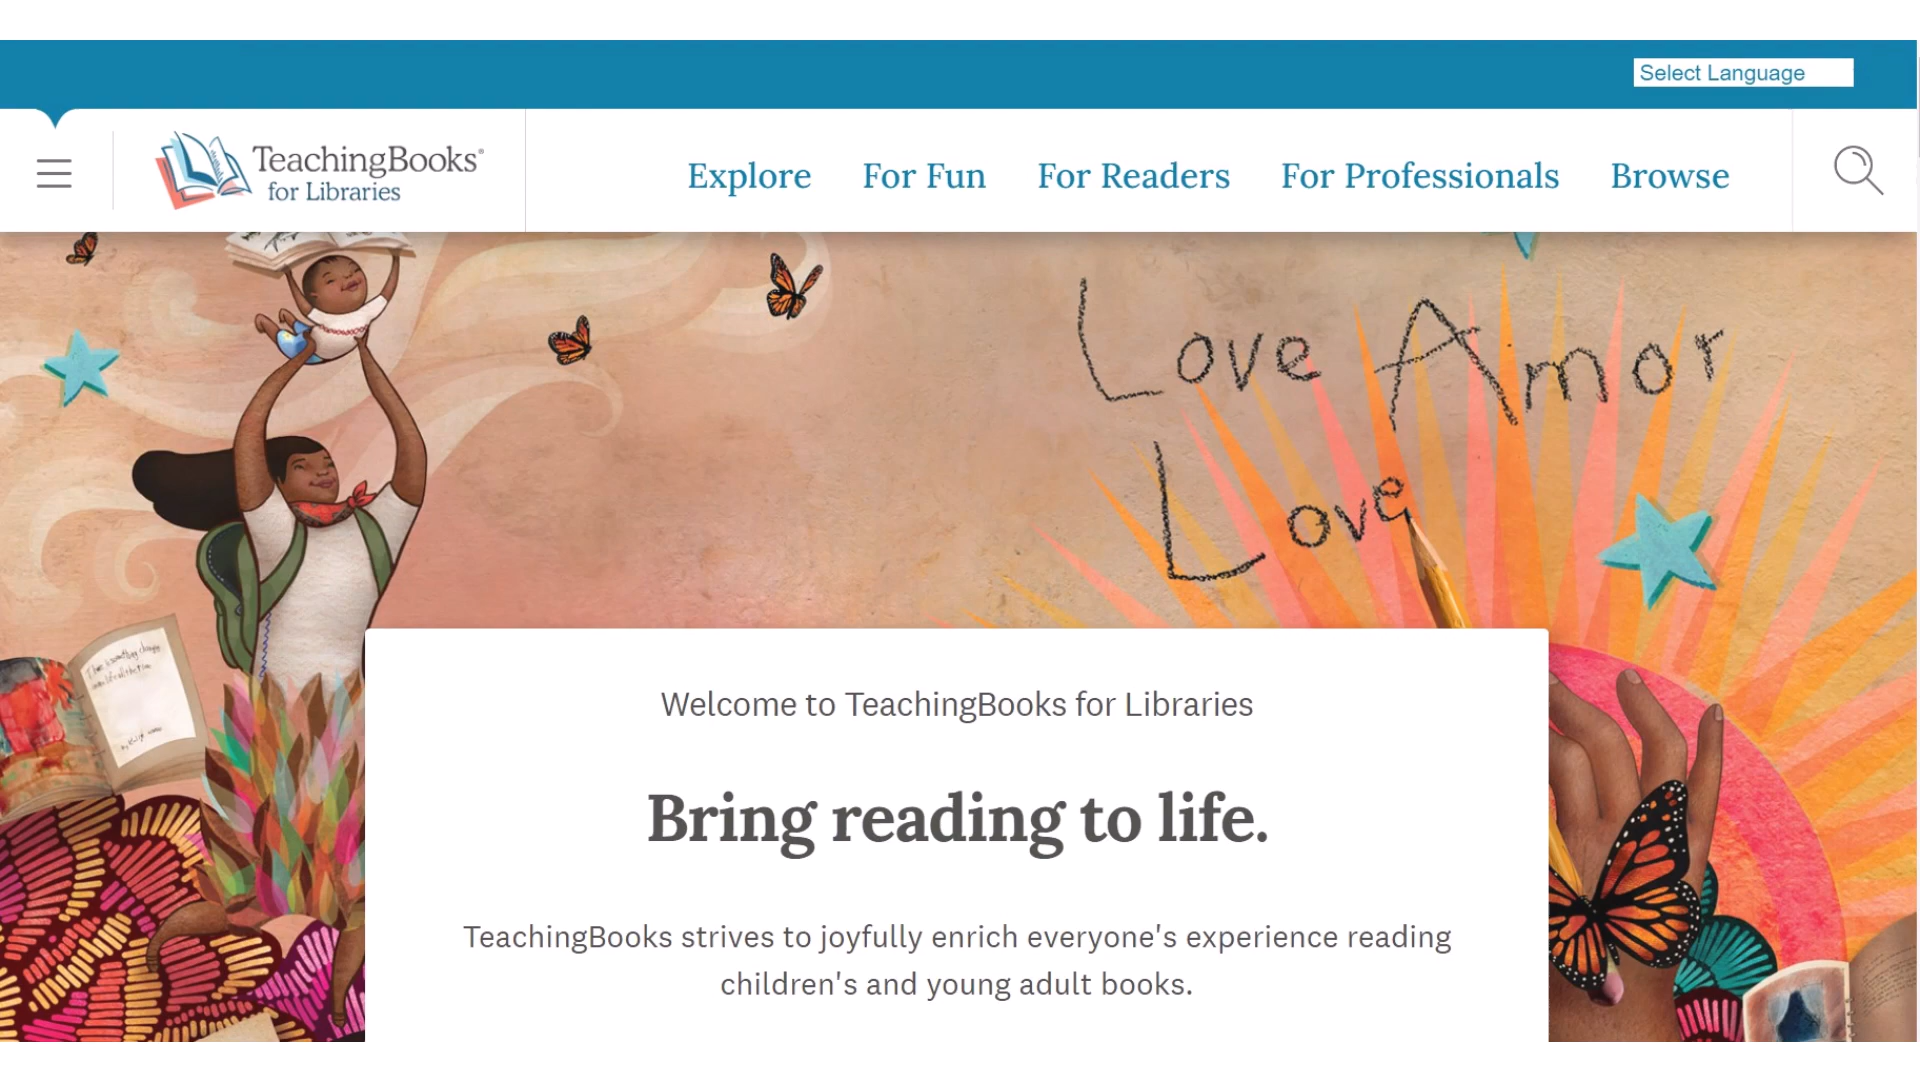 Select Language
TeachingBooks®
for Libraries
Explore
For Fun
For Readers
For Professionals
Browse
Love Amor
Love
Welcome to TeachingBooks for Libraries
Bring reading to life.
TeachingBooks strives to joyfully enrich everyone's experience reading
children's and young adult books.